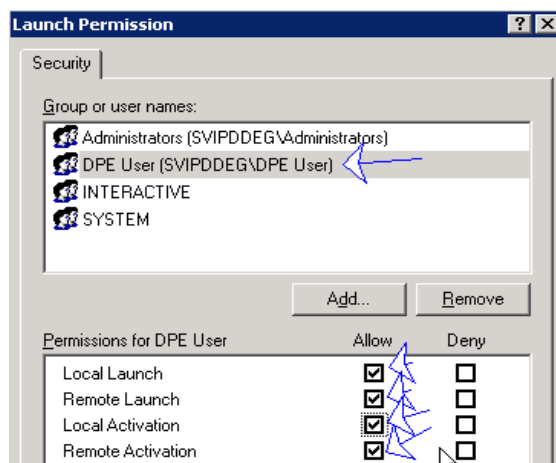 Launch Permission
Security
Group or user names:
Administrators (SVIPDDEG\Administrators)
DPE User (SVIPDDEG\DPE User)
INTERACTIVE
SYSTEM
Add... Remove
Permissions for DPE User Allow Deny
Local Launch
Remote Launch
Local Activation
Remote Activation